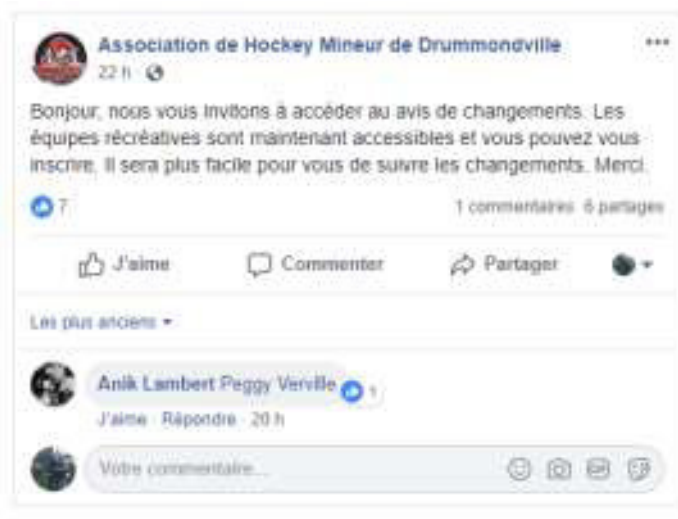 Association de Hockey Mineur de Drummondville
22 h
Bonjour, nous vous invitons à accéder au avis de changements. Les
équipes récréatives sont maintenant accessibles et vous pouvez vous
inscrire. Il sera plus facile pour vous de suivre les changements. Merci.
7
1 commentaires 6 partages
J'aime Commenter Partager
Les plus anciens
Anik Lambert Peggy Verville 1
J'aime · Répondre · 20 h
Votre commentaire...
GIF